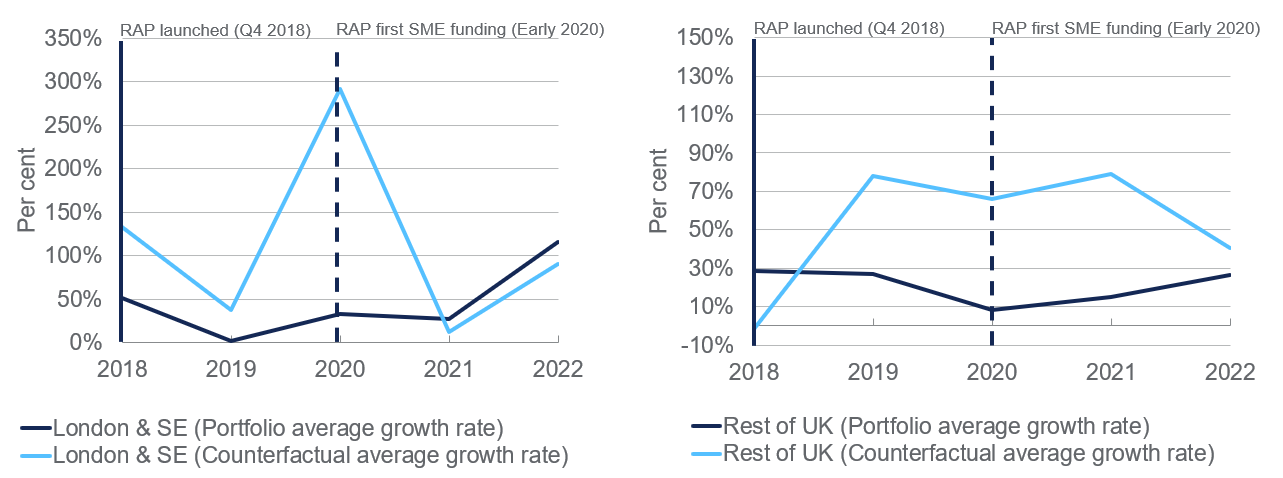 RAP launched (Q4 2018)
RAP first SME funding (Early 2020)
350%
300%
250%
200%
150%
100%
50%
0%
Per cent
2018
2019
2020
2021
2022
London & SE (Portfolio average growth rate)
London & SE (Counterfactual average growth rate)
RAP launched (Q4 2018)
RAP first SME funding (Early 2020)
150%
130%
110%
90%
70%
50%
30%
10%
-10%
Per cent
2018
2019
2020
2021
2022
Rest of UK (Portfolio average growth rate)
Rest of UK (Counterfactual average growth rate)